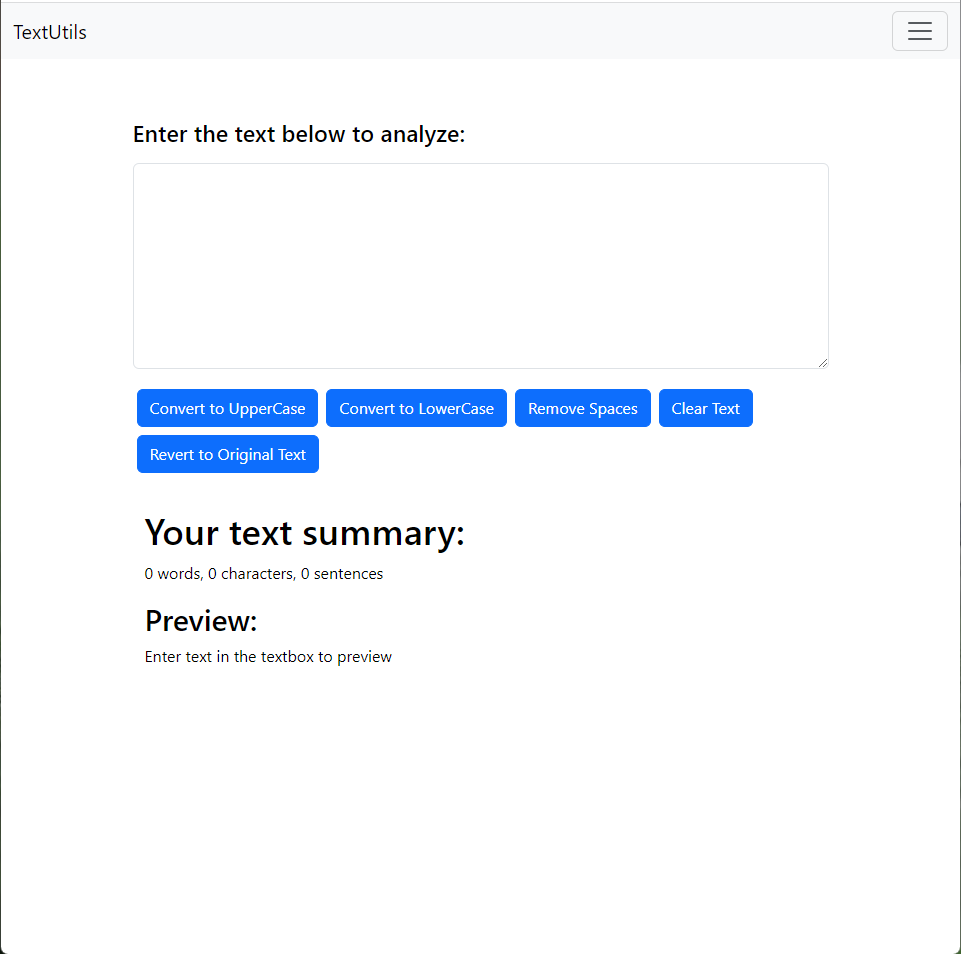 TextUtils
Enter the text below to analyze:
Convert to UpperCase Convert to LowerCase Remove Spaces Clear Text
Revert to Original Text
Your text summary:
0 words, 0 characters, 0 sentences
Preview:
Enter text in the textbox to preview